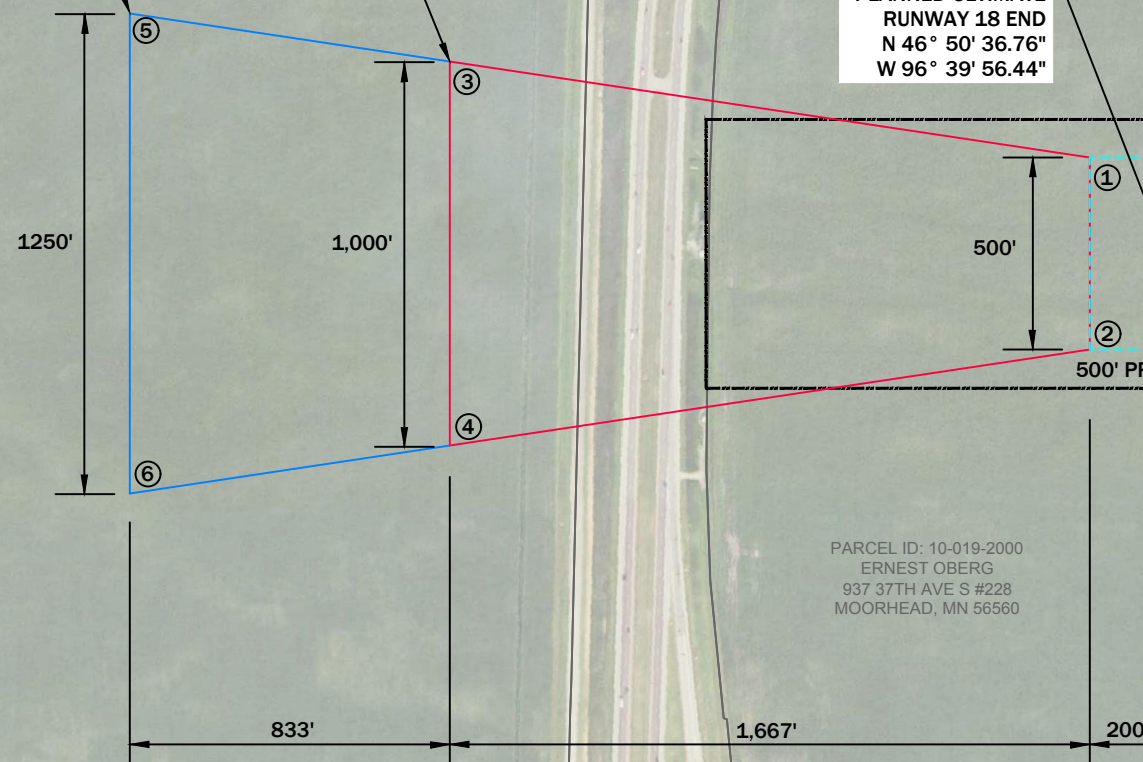 RUNWAY 18 END
N 46° 50' 36.76"
W 96° 39' 56.44"
5
3
1
1250'
1,000'
500'
2
500'
4
6
PARCEL ID: 10-019-2000
ERNEST OBERG
937 37TH AVE S #228
MOORHEAD, MN 56560
833'
1,667'
200